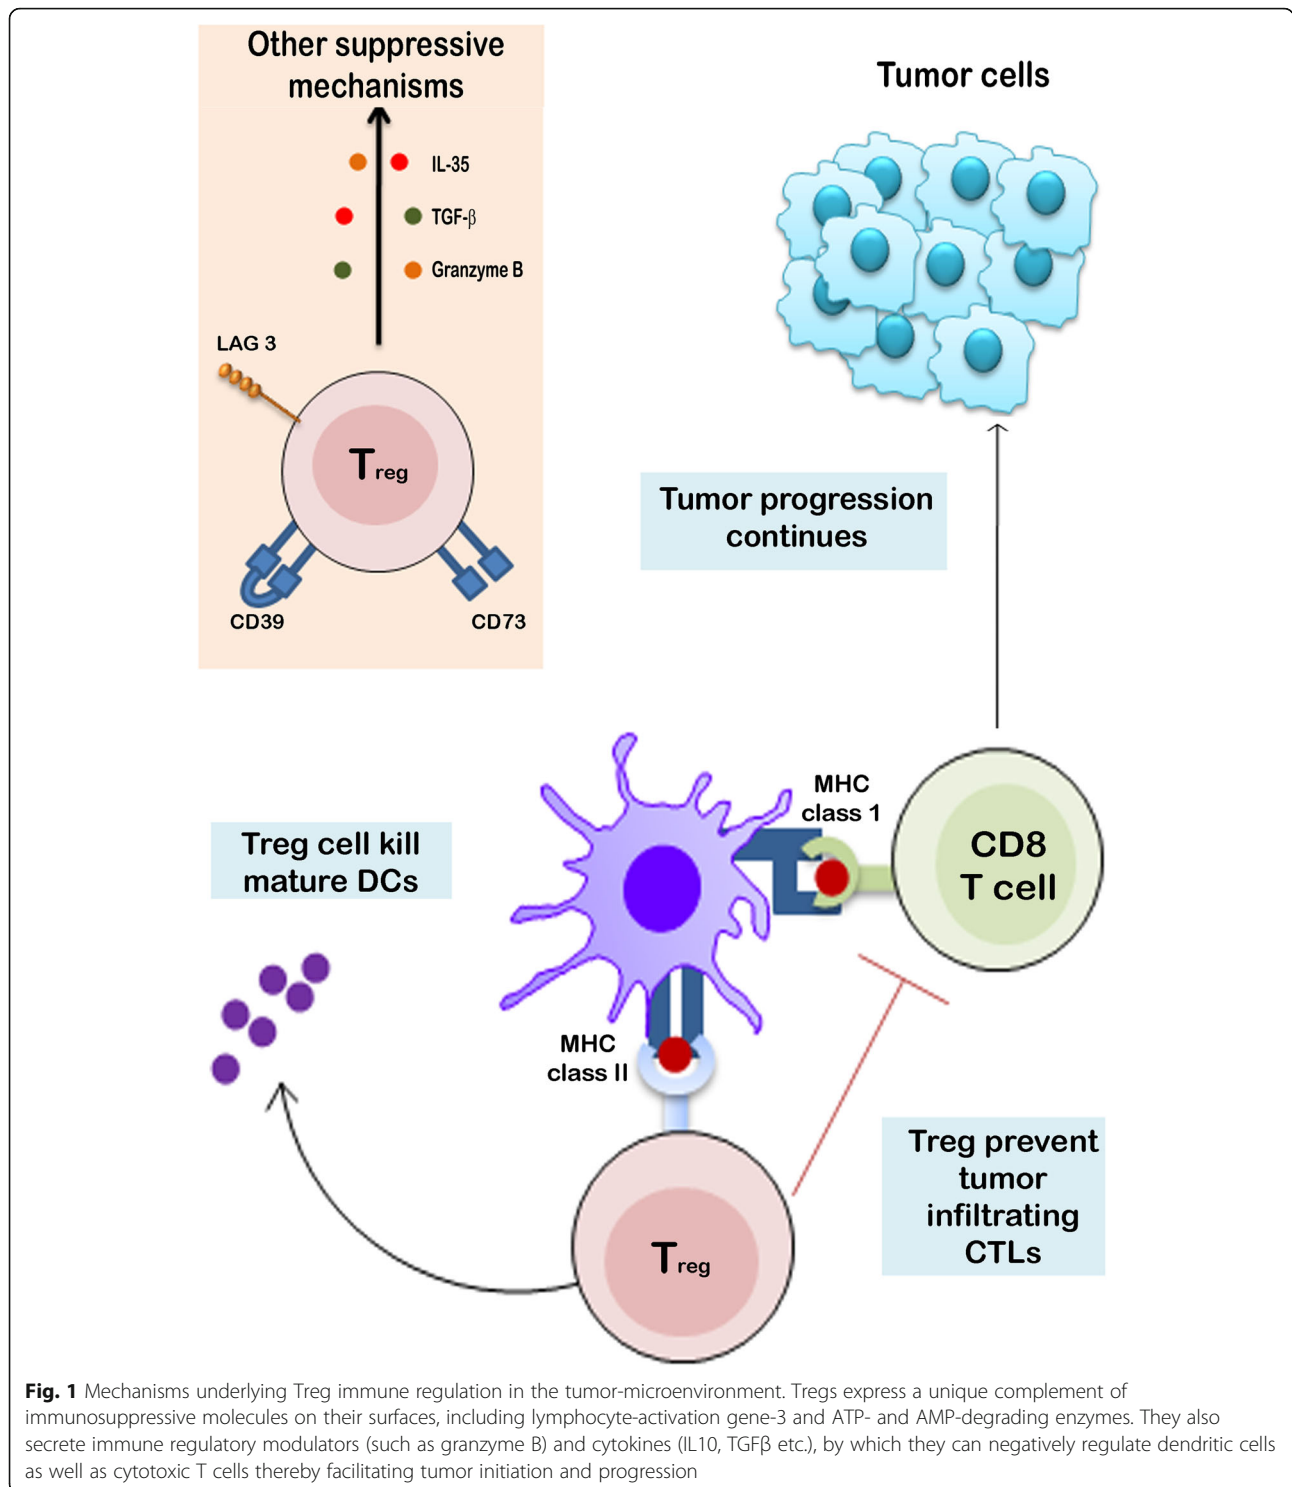 Other suppressive
mechanisms
IL-35
TGF-β
Granzyme B
LAG 3
Treg
CD39
CD73
Tumor cells
Tumor progression
continues
MHC
class 1
CD8
T cell
Treg cell kill
mature DCs
MHC
class II
Treg
Treg prevent
tumor
infiltrating
CTLs
Fig. 1 Mechanisms underlying Treg immune regulation in the tumor-microenvironment. Tregs express a unique complement of
immunosuppressive molecules on their surfaces, including lymphocyte-activation gene-3 and ATP- and AMP-degrading enzymes. They also
secrete immune regulatory modulators (such as granzyme B) and cytokines (IL10, TGFβ etc.), by which they can negatively regulate dendritic cells
as well as cytotoxic T cells thereby facilitating tumor initiation and progression